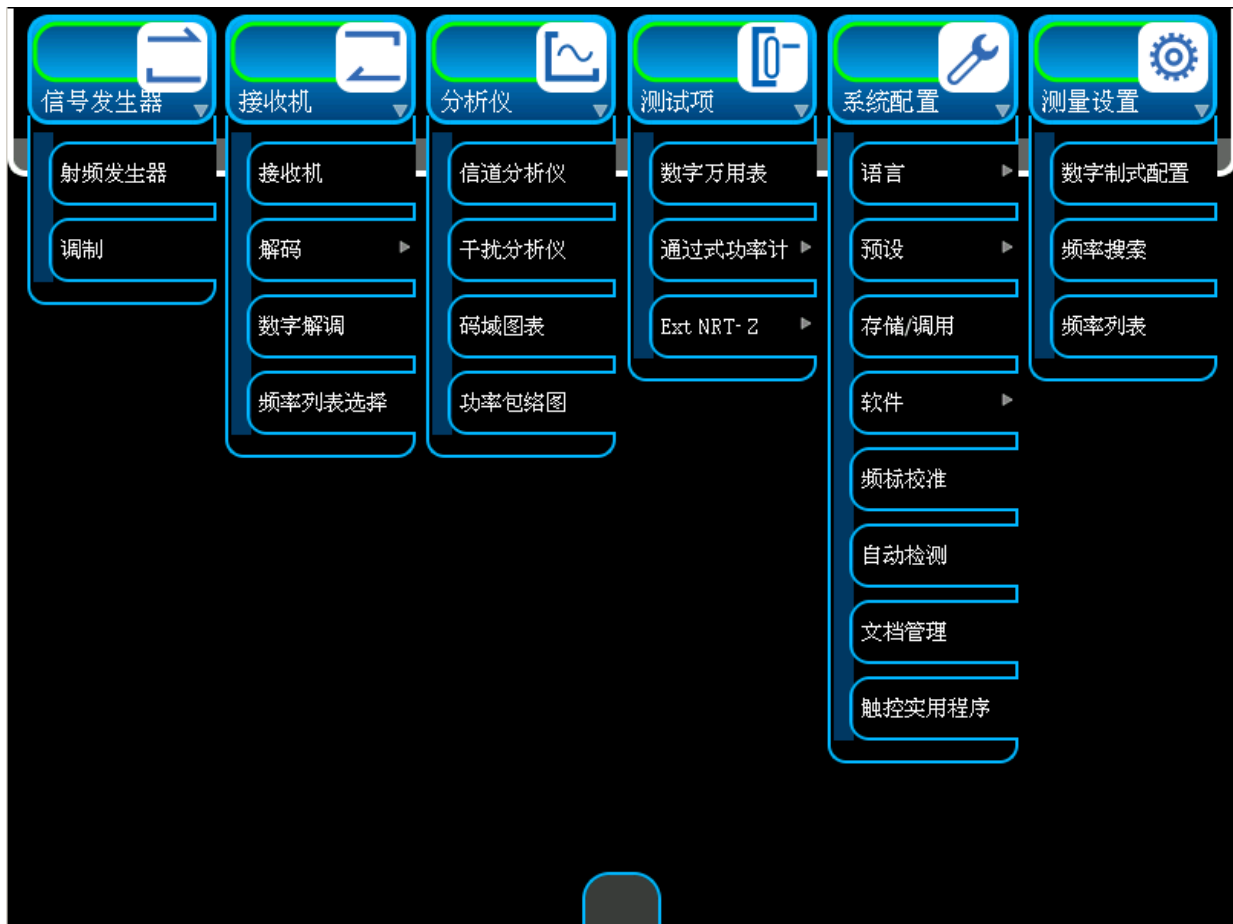 信号发生器
接收机
分析仪
测试项
系统配置
测量设置
射频发生器
调制
接收机
解码
数字解调
频率列表选择
信道分析仪
干扰分析仪
码域图表
功率包络图
数字万用表
通过式功率计
Ext NRT-Z
语言
预设
存储/调用
软件
频标校准
自动检测
文档管理
触控实用程序
数字制式配置
频率搜索
频率列表